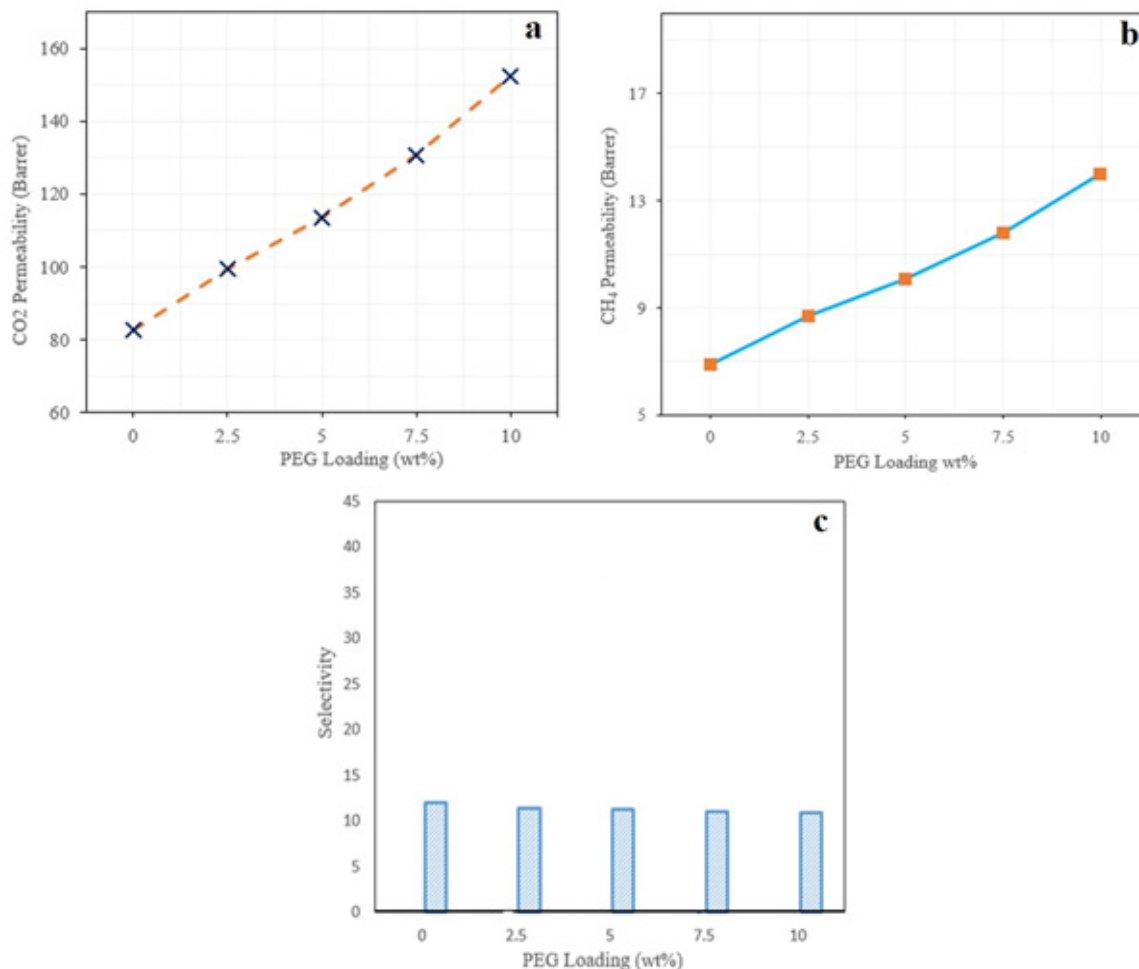 a
160
140
120
100
80
60
CO2 Permeability (Barrer)
0 2.5 5 7.5 10
PEG Loading (wt%)
b
17
13
9
5
CH₄ Permeability (Barrer)
0 2.5 5 7.5 10
PEG Loading wt%
c
45
40
35
30
25
20
15
10
5
0
Selectivity
0 2.5 5 7.5 10
PEG Loading (wt%)